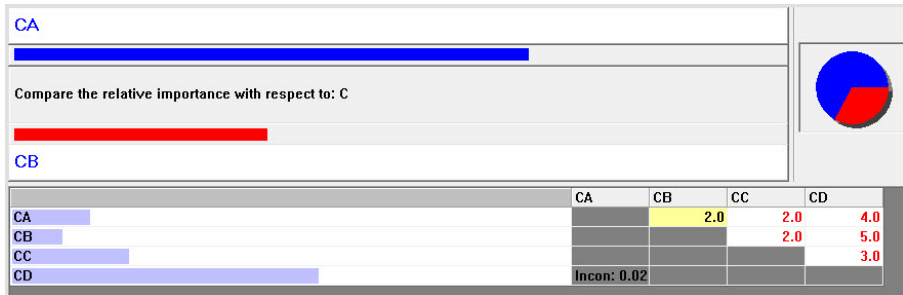 CA
Compare the relative importance with respect to: C
CB
CA CB CC CD
CA 2.0 2.0 4.0
CB 2.0 5.0
CC 3.0
CD Incon: 0.02